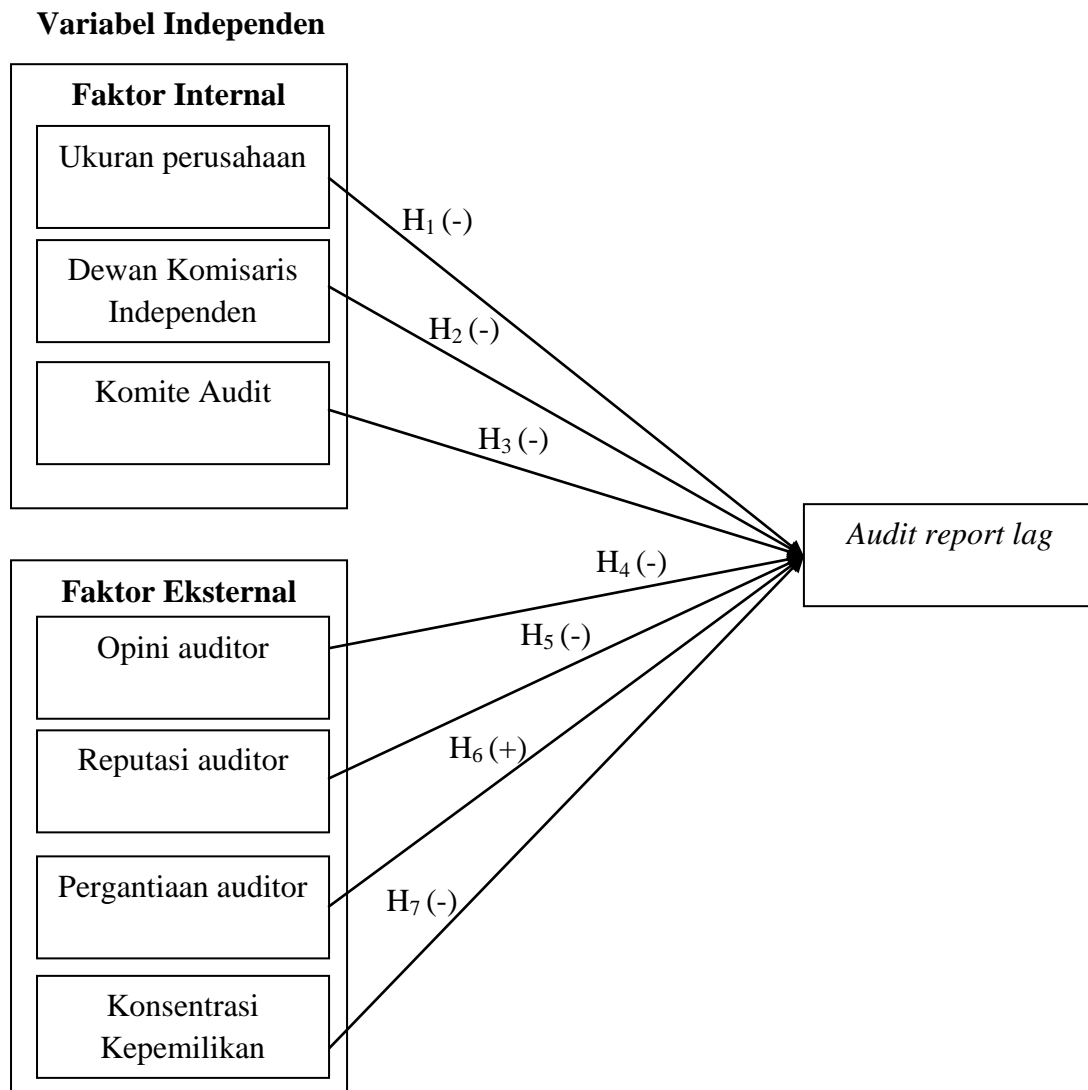 Variabel Independen
Faktor Internal
Ukuran perusahaan
H₁ (-)
Dewan Komisaris
Independen
H₂ (-)
Komite Audit
H₃ (-)
Audit report lag
Faktor Eksternal
H₄ (-)
Opini auditor
H₅ (-)
Reputasi auditor
H₆ (+)
Pergantiaan auditor
H₇ (-)
Konsentrasi
Kepemilikan